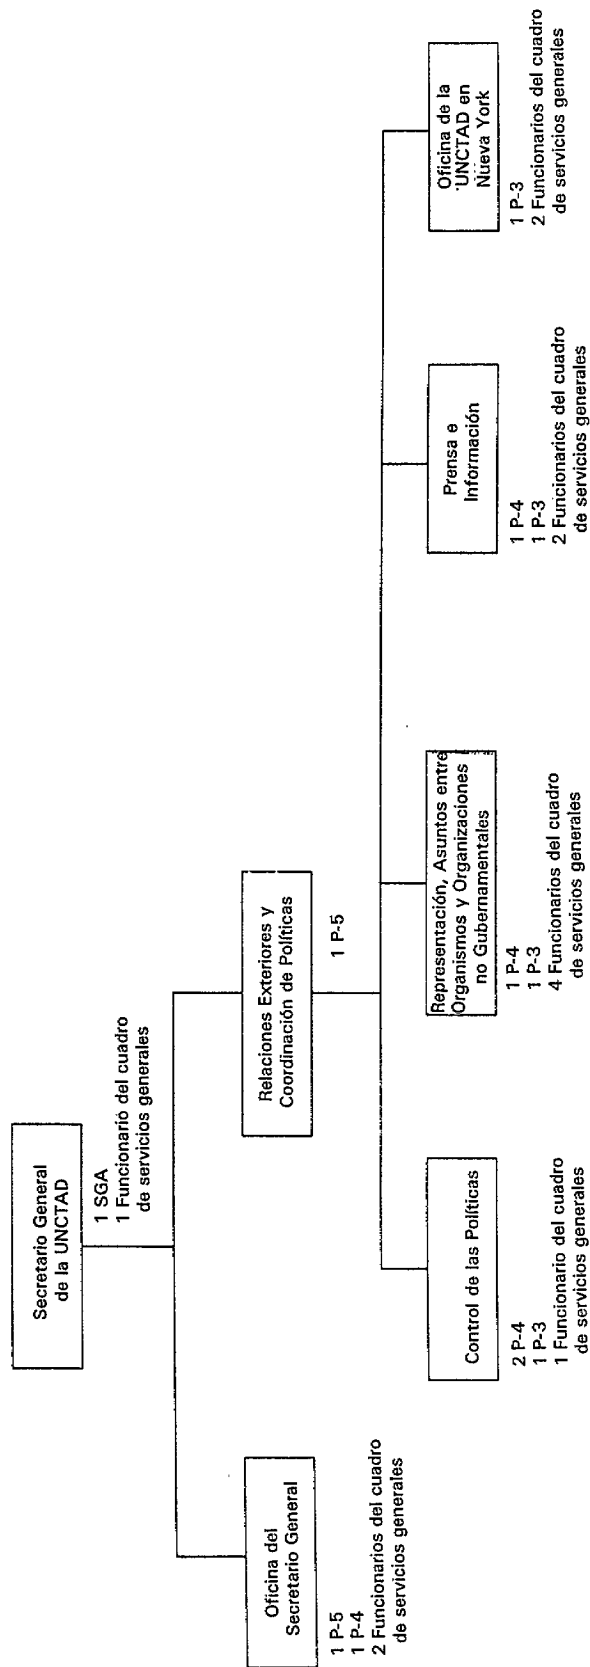 Secretario General
de la UNCTAD
1 SGA
1 Funcionario del cuadro
de servicios generales
Oficina del
Secretario General
1 P-5
1 P-4
2 Funcionarios del cuadro
de servicios generales
Relaciones Exteriores y
Coordinación de Políticas
1 P-5
Control de las Políticas
2 P-4
1 P-3
1 Funcionario del cuadro
de servicios generales
Representación, Asuntos entre
Organismos y Organizaciones
no Gubernamentales
1 P-4
1 P-3
4 Funcionarios del cuadro
de servicios generales
Prensa e
Información
1 P-4
1 P-3
2 Funcionarios del cuadro
de servicios generales
Oficina de la
UNCTAD en
Nueva York
1 P-3
2 Funcionarios del cuadro
de servicios generales